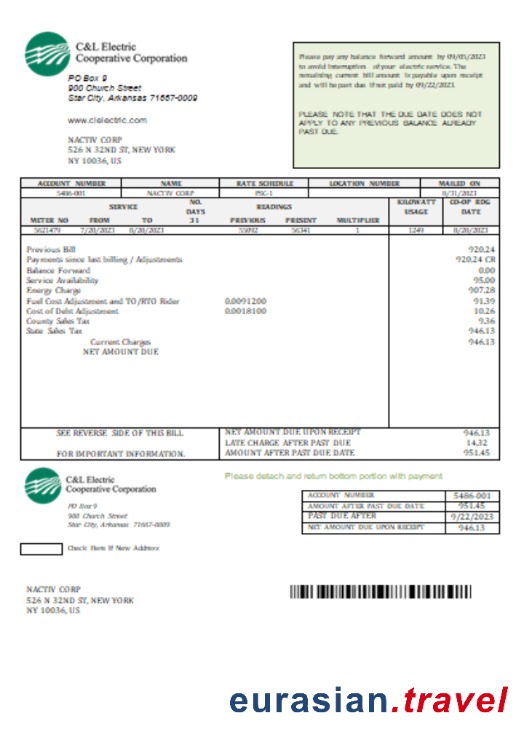 C&L Electric
Cooperative Corporation
PO Box 9
900 Church Street
Star City, Arkansas 71667-0009
www.clelectric.com
NACTIV CORP
526 N 32ND ST, NEW YORK
NY 10036, US
Please pay any balance forward amount by 09/05/2023
to avoid interruption of your electric service. The
remaining current bill amount is payable upon receipt
and will be past due if not paid by 09/22/2023.
PLEASE NOTE THAT THE DUE DATE DOES NOT
APPLY TO ANY PREVIOUS BALANCE ALREADY
PAST DUE.
ACCOUNT NUMBER NAME RATE SCHEDULE LOCATION NUMBER MAILED ON
5486-001 NACTIV CORP PSC-1 8/31/2023
SERVICE NO. DAYS READINGS KILOWATT USAGE CO-OP RDG DATE
METER NO FROM TO 31 PREVIOUS PRESENT MULTIPLIER
5621479 7/20/2023 8/20/2023 55092 56341 1 1249 8/20/2023
Previous Bill 920.24
Payments since last billing / Adjustments 920.24 CR
Balance Forward 0.00
Service Availability 95.00
Energy Charge 907.28
Fuel Cost Adjustment and TO/RTO Rider 0.0091200 91.39
Cost of Debt Adjustment 0.0018100 10.26
County Sales Tax 9.36
State Sales Tax 946.13
Current Charges 946.13
NET AMOUNT DUE
SEE REVERSE SIDE OF THIS BILL NET AMOUNT DUE UPON RECEIPT 946.13
LATE CHARGE AFTER PAST DUE 14.32
FOR IMPORTANT INFORMATION. AMOUNT AFTER PAST DUE DATE 951.45
C&L Electric
Cooperative Corporation
PO Box 9
900 Church Street
Star City, Arkansas 71667-0009
Please detach and return bottom portion with payment
ACCOUNT NUMBER 5486-001
AMOUNT AFTER PAST DUE DATE 951.45
PAST DUE AFTER 9/22/2023
NET AMOUNT DUE UPON RECEIPT 946.13
Check Here If New Address
NACTIV CORP
526 N 32ND ST, NEW YORK
NY 10036, US
eurasian.travel